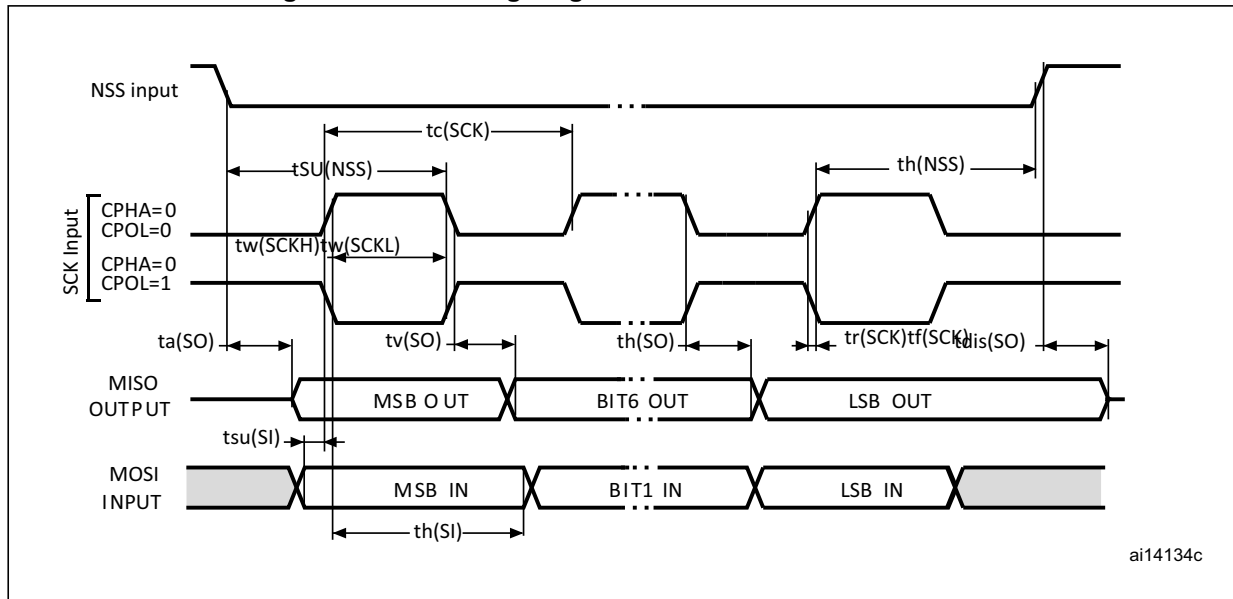 NSS input
tc(SCK)
tSU(NSS)
th(NSS)
SCK Input
CPHA=0
CPOL=0
tw(SCKH)tw(SCKL)
CPHA=0
CPOL=1
ta(SO)
tv(SO)
th(SO)
tr(SCK)tf(SCK)
tdis(SO)
MISO
OUTPUT
MSB OUT
BIT6 OUT
LSB OUT
tsu(SI)
MOSI
INPUT
MSB IN
BIT1 IN
LSB IN
th(SI)
ai14134c